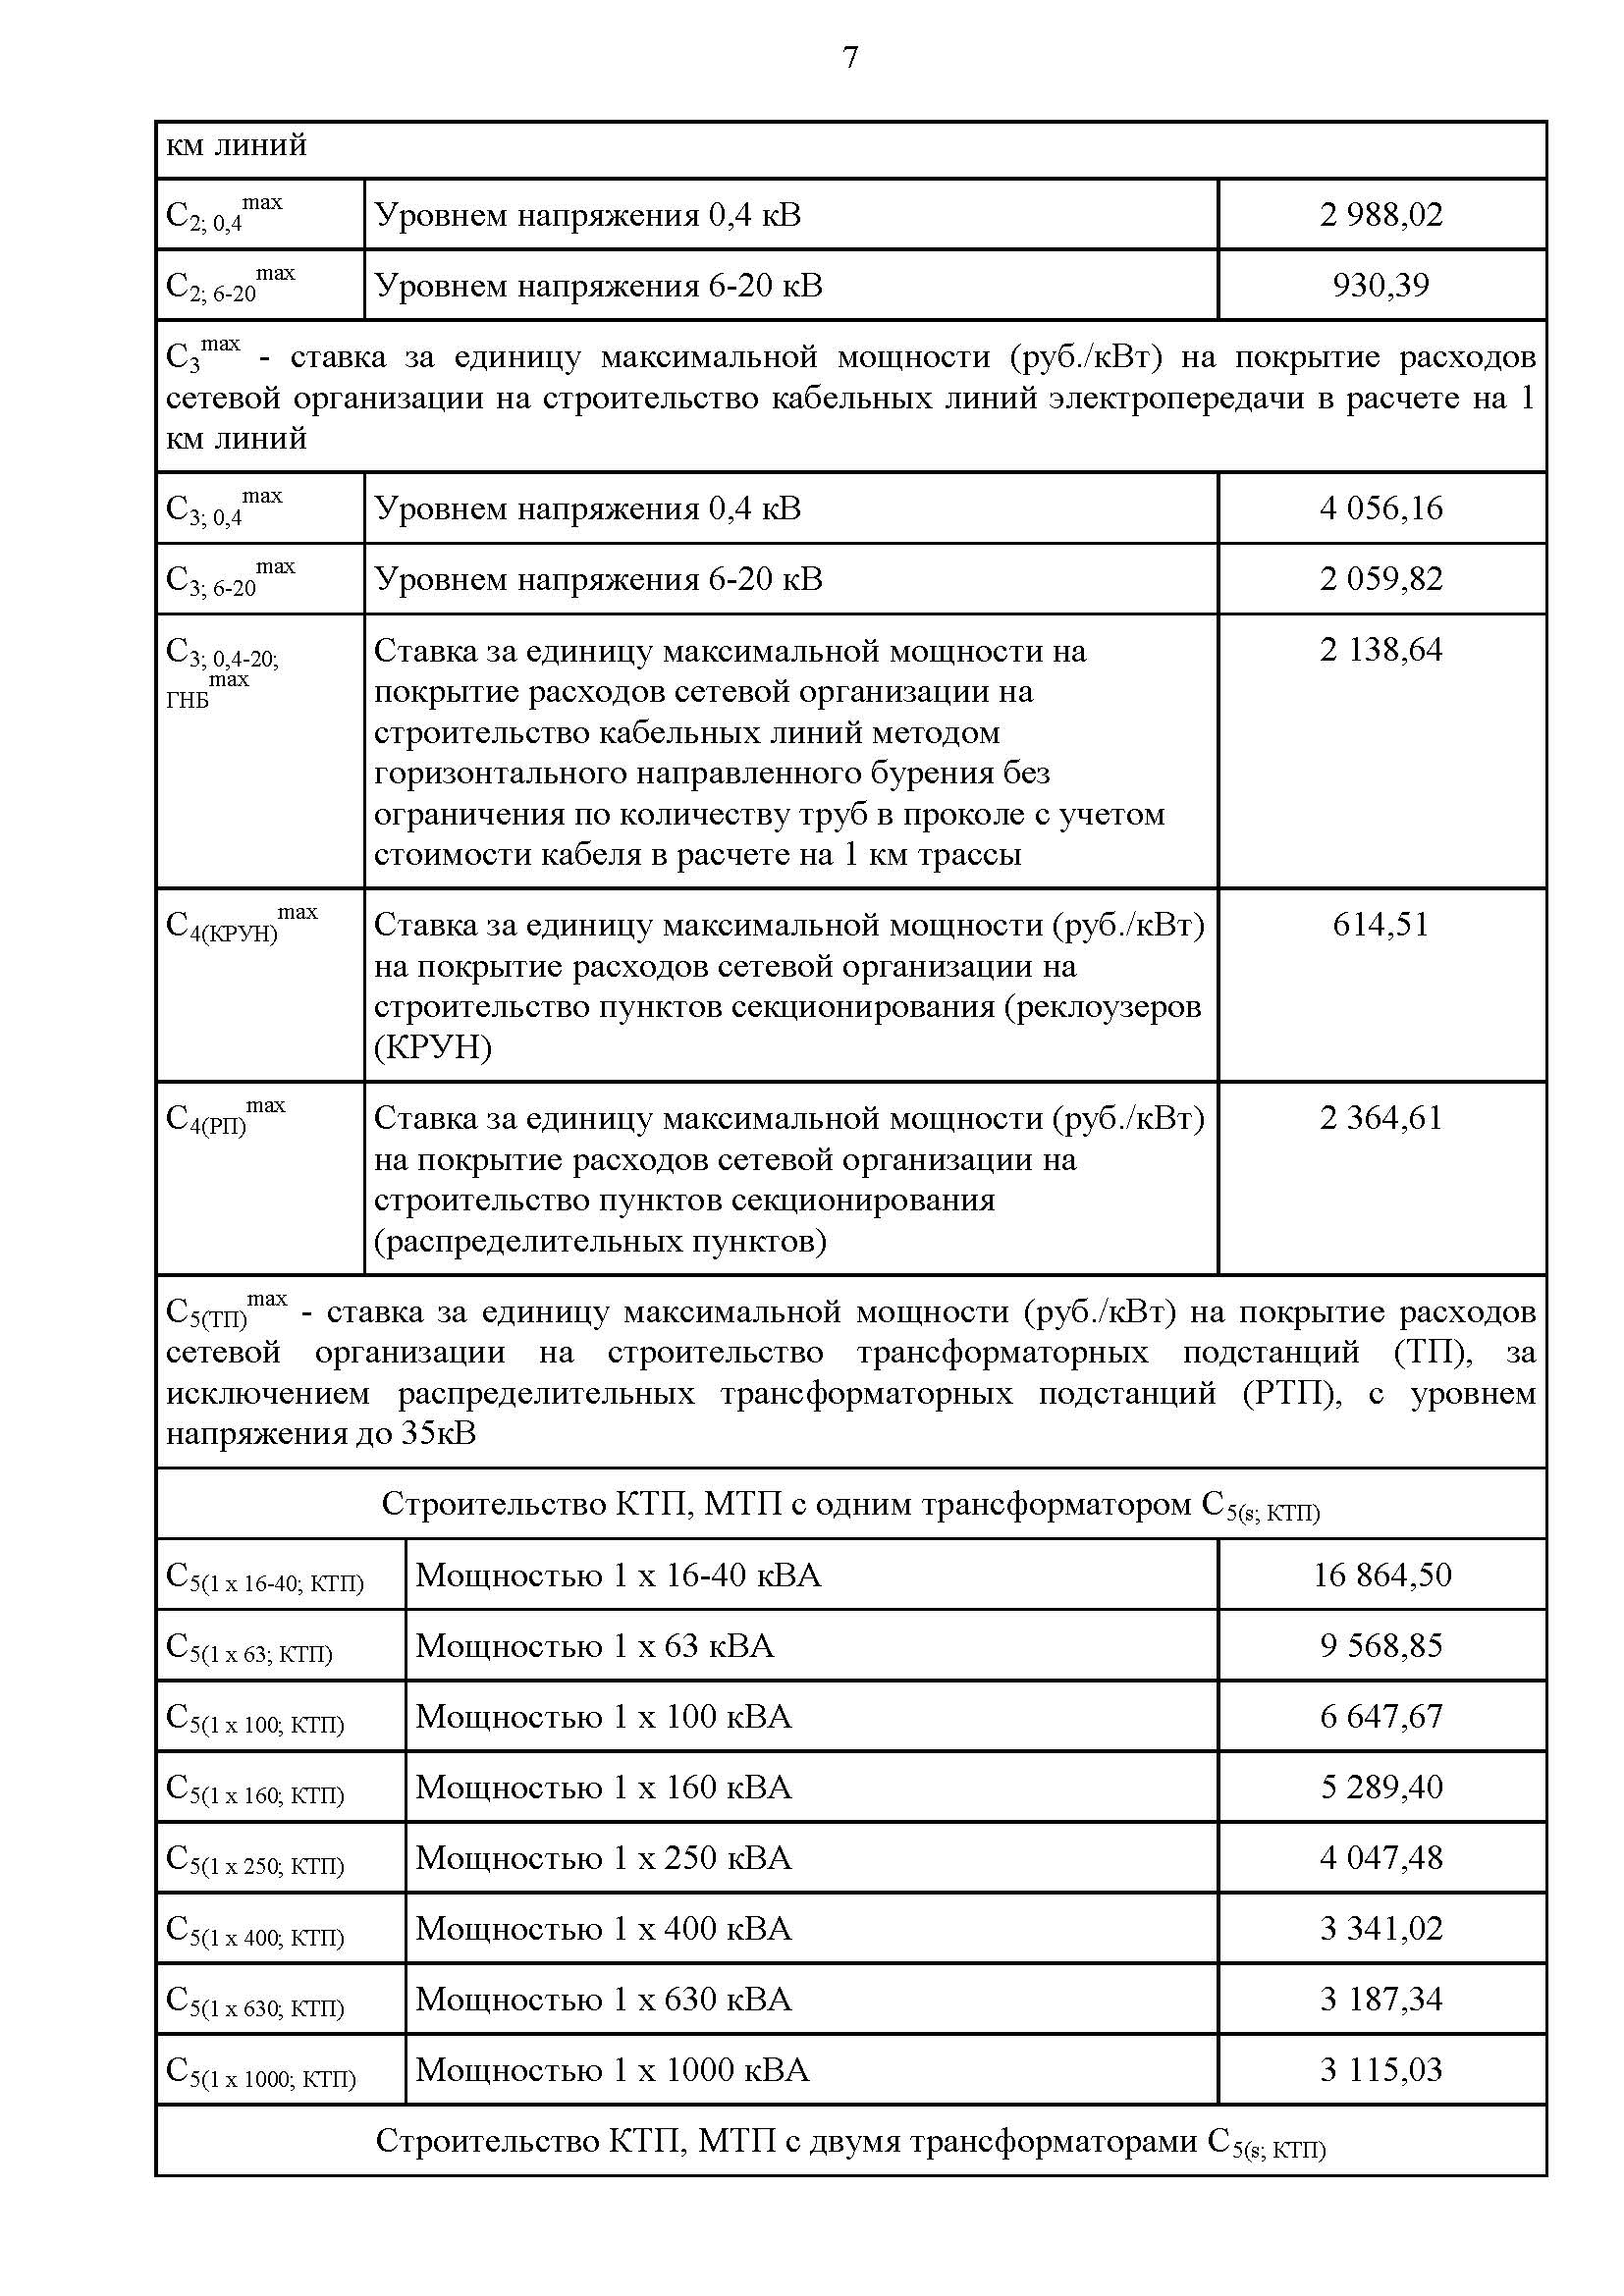 7
км линий
C2; 0,4max Уровнем напряжения 0,4 кВ 2 988,02
C2; 6-20max Уровнем напряжения 6-20 кВ 930,39
C3max - ставка за единицу максимальной мощности (руб./кВт) на покрытие расходов
сетевой организации на строительство кабельных линий электропередачи в расчете на 1
км линий
C3; 0,4max Уровнем напряжения 0,4 кВ 4 056,16
C3; 6-20max Уровнем напряжения 6-20 кВ 2 059,82
C3; 0,4-20; Ставка за единицу максимальной мощности на 2 138,64
ГНБmax покрытие расходов сетевой организации на
строительство кабельных линий методом
горизонтального направленного бурения без
ограничения по количеству труб в проколе с учетом
стоимости кабеля в расчете на 1 км трассы
C4(КРУН)max Ставка за единицу максимальной мощности (руб./кВт) 614,51
на покрытие расходов сетевой организации на
строительство пунктов секционирования (реклоузеров
(КРУН)
C4(РП)max Ставка за единицу максимальной мощности (руб./кВт) 2 364,61
на покрытие расходов сетевой организации на
строительство пунктов секционирования
(распределительных пунктов)
C5(ТП)max - ставка за единицу максимальной мощности (руб./кВт) на покрытие расходов
сетевой организации на строительство трансформаторных подстанций (ТП), за
исключением распределительных трансформаторных подстанций (РТП), с уровнем
напряжения до 35кВ
Строительство КТП, МТП с одним трансформатором C5(s; КТП)
C5(1 х 16-40; КТП) Мощностью 1 х 16-40 кВА 16 864,50
C5(1 х 63; КТП) Мощностью 1 х 63 кВА 9 568,85
C5(1 х 100; КТП) Мощностью 1 х 100 кВА 6 647,67
C5(1 х 160; КТП) Мощностью 1 х 160 кВА 5 289,40
C5(1 х 250; КТП) Мощностью 1 х 250 кВА 4 047,48
C5(1 х 400; КТП) Мощностью 1 х 400 кВА 3 341,02
C5(1 х 630; КТП) Мощностью 1 х 630 кВА 3 187,34
C5(1 х 1000; КТП) Мощностью 1 х 1000 кВА 3 115,03
Строительство КТП, МТП с двумя трансформаторами C5(s; КТП)